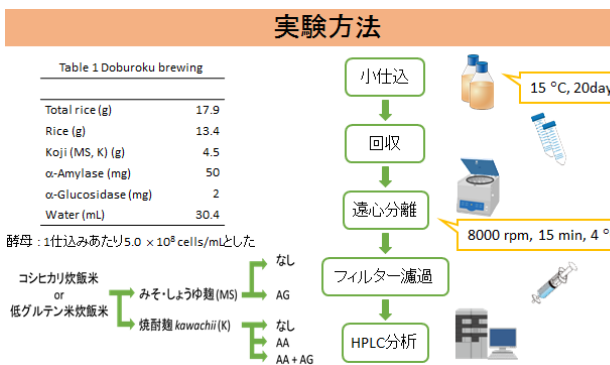 実験方法
Table 1 Doburoku brewing
Total rice (g) 17.9
Rice (g) 13.4
Koji (MS, K) (g) 4.5
α-Amylase (mg) 50
α-Glucosidase (mg) 2
Water (mL) 30.4
酵母：1仕込みあたり5.0 ×10⁸ cells/mLとした
コシヒカリ炊飯米
or
低グルテン米炊飯米
みそ・しょうゆ麹 (MS)
なし
AG
焼酎麹 kawachii (K)
なし
AA
AA + AG
小仕込
15 °C, 20day
回収
遠心分離
8000 rpm, 15 min, 4 °
フィルター濾過
HPLC分析